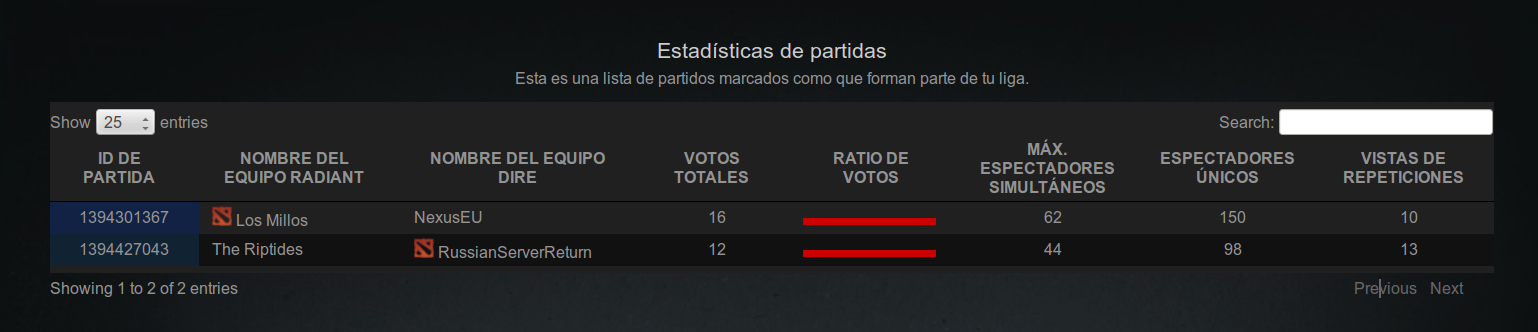 Estadísticas de partidas
Esta es una lista de partidos marcados como que forman parte de tu liga.
Show 25 entries Search:
ID DE PARTIDA NOMBRE DEL EQUIPO RADIANT NOMBRE DEL EQUIPO DIRE VOTOS TOTALES RATIO DE VOTOS MÁX. ESPECTADORES SIMULTÁNEOS ESPECTADORES ÚNICOS VISTAS DE REPETICIONES
1394301367 Los Millos NexusEU 16 62 150 10
1394427043 The Riptides RussianServerReturn 12 44 98 13
Showing 1 to 2 of 2 entries Previous Next